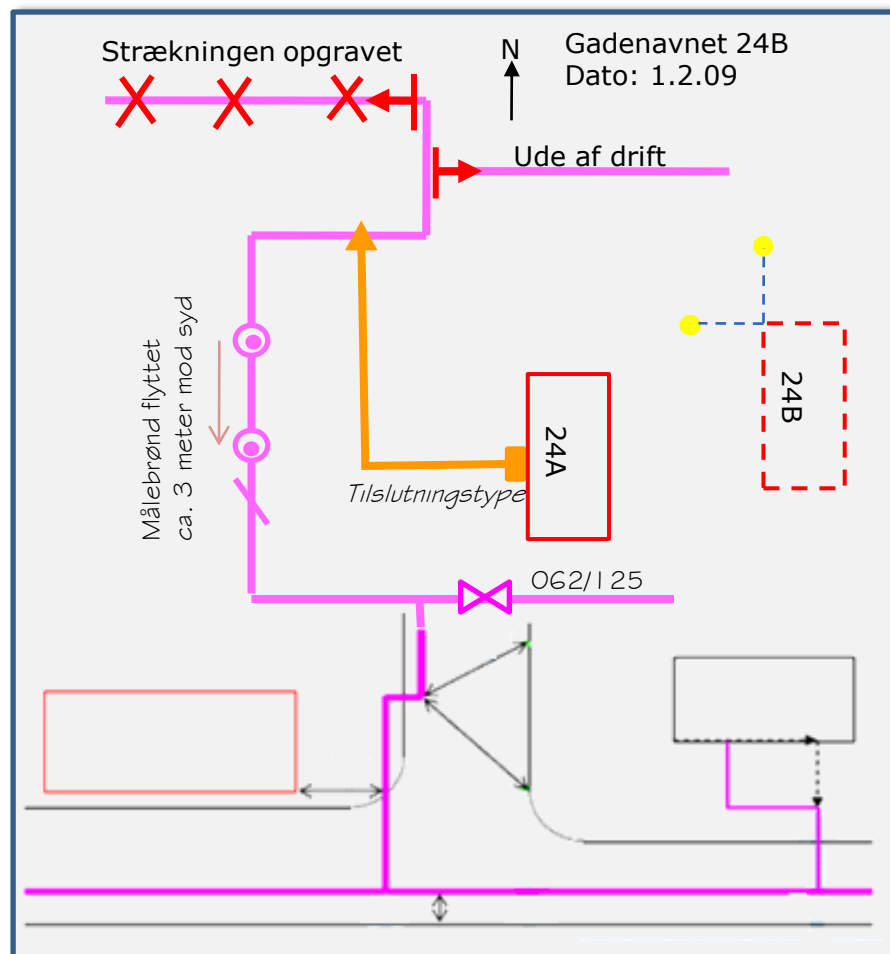 Strækningen opgravet
N
Gadenavnet 24B
Dato: 1.2.09
Ude af drift
Målebrønd flyttet
ca. 3 meter mod syd
24A
24B
Tilslutningstype
062/125